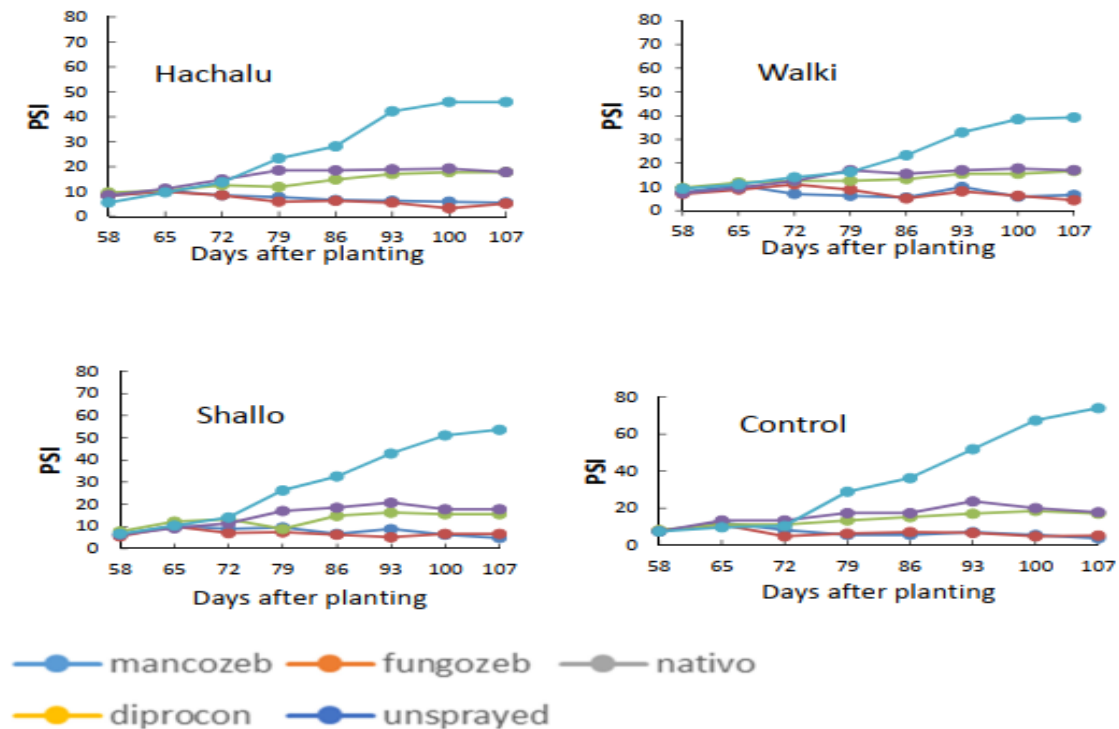 Hachalu
PSI
80
70
60
50
40
30
20
10
0
58 65 72 79 86 93 100 107
Days after planting
Walki
PSI
80
70
60
50
40
30
20
10
0
58 65 72 79 86 93 100 107
Days after planting
Shallo
PSI
80
70
60
50
40
30
20
10
0
58 65 72 79 86 93 100 107
Days after planting
Control
PSI
80
60
40
20
0
58 65 72 79 86 93 100 107
Days after planting
mancozeb fungozeb nativo
diprocon unsprayed